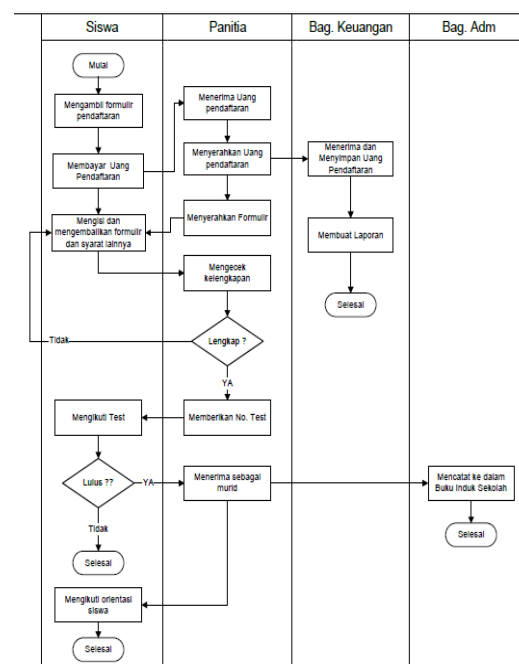 Siswa
Panitia
Bag. Keuangan
Bag. Adm
Mulai
Mengambil formulir
pendaftaran
Menerima Uang
pendaftaran
Membayar Uang
Pendaftaran
Menyerahkan Uang
pendaftaran
Menerima dan
Menyimpan Uang
Pendaftaran
Mengisi dan
mengembalikan formulir
dan syarat lainnya
Menyerahkan Formulir
Membuat Laporan
Mengecek
kelengkapan
Selesai
Tidak
Lengkap ?
YA
Mengikuti Test
Memberikan No. Test
Lulus ??
YA
Menerima sebagai
murid
Mencatat ke dalam
Buku Induk Sekolah
Tidak
Selesai
Selesai
Mengikuti orientasi
siswa
Selesai